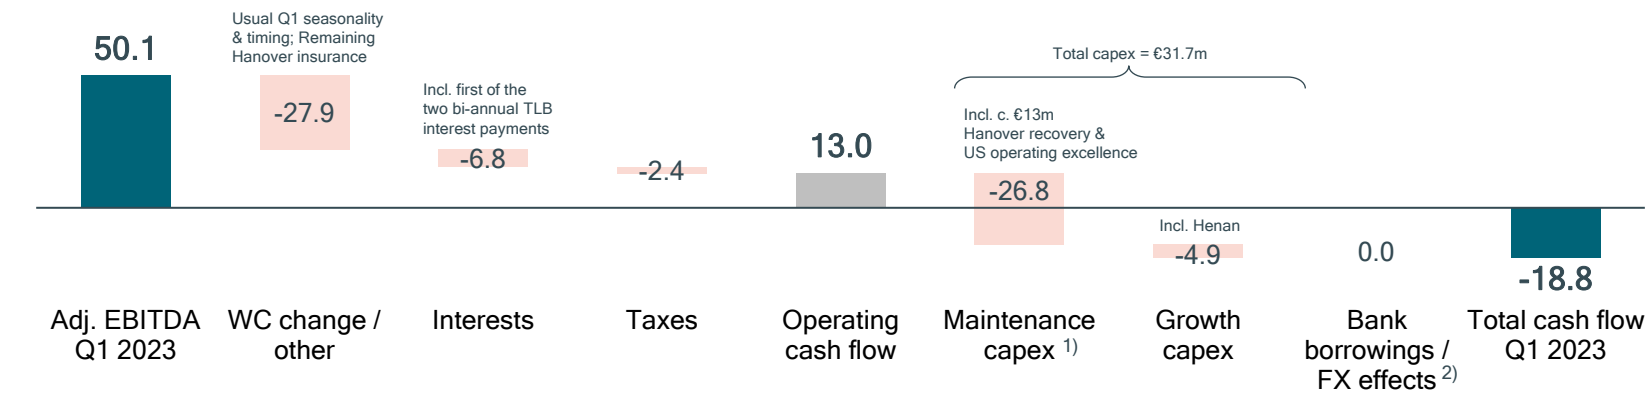 50.1
Usual Q1 seasonality
& timing; Remaining
Hanover insurance
-27.9
Incl. first of the
two bi-annual TLB
interest payments
-6.8
-2.4
13.0
Total capex = €31.7m
Incl. c. €13m
Hanover recovery &
US operating excellence
-26.8
Incl. Henan
-4.9
0.0
-18.8
Adj. EBITDA
Q1 2023
WC change /
other
Interests
Taxes
Operating
cash flow
Maintenance
capex 1)
Growth
capex
Bank
borrowings /
FX effects 2)
Total cash flow
Q1 2023